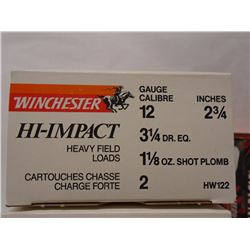 WINCHESTER
HI-IMPACT
HEAVY FIELD
LOADS
CARTOUCHES CHASSE
CHARGE FORTE
GAUGE
CALIBRE INCHES
12 2¾
3¼ DR. EQ.
1⅛ OZ. SHOT PLOMB
2 HW122